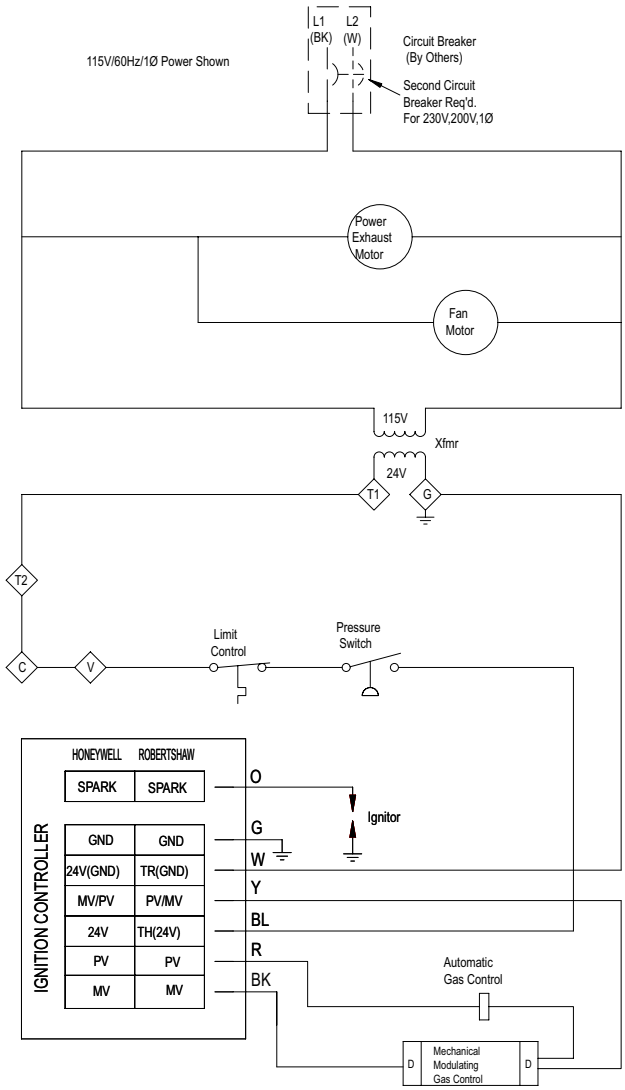 L1 L2
(BK) (W)
115V/60Hz/1Ø Power Shown
Circuit Breaker
(By Others)
Second Circuit
Breaker Req'd.
For 230V,200V,1Ø
Power
Exhaust
Motor
Fan
Motor
115V
Xfmr
24V
T1
G
T2
C
V
Limit
Control
Pressure
Switch
IGNITION CONTROLLER
HONEYWELL ROBERTSHAW
SPARK SPARK O
Ignitor
GND GND G
24V(GND) TR(GND) W
MV/PV PV/MV Y
24V TH(24V) BL
PV PV R
MV MV BK
Automatic
Gas Control
D
Mechanical
Modulating
Gas Control
D